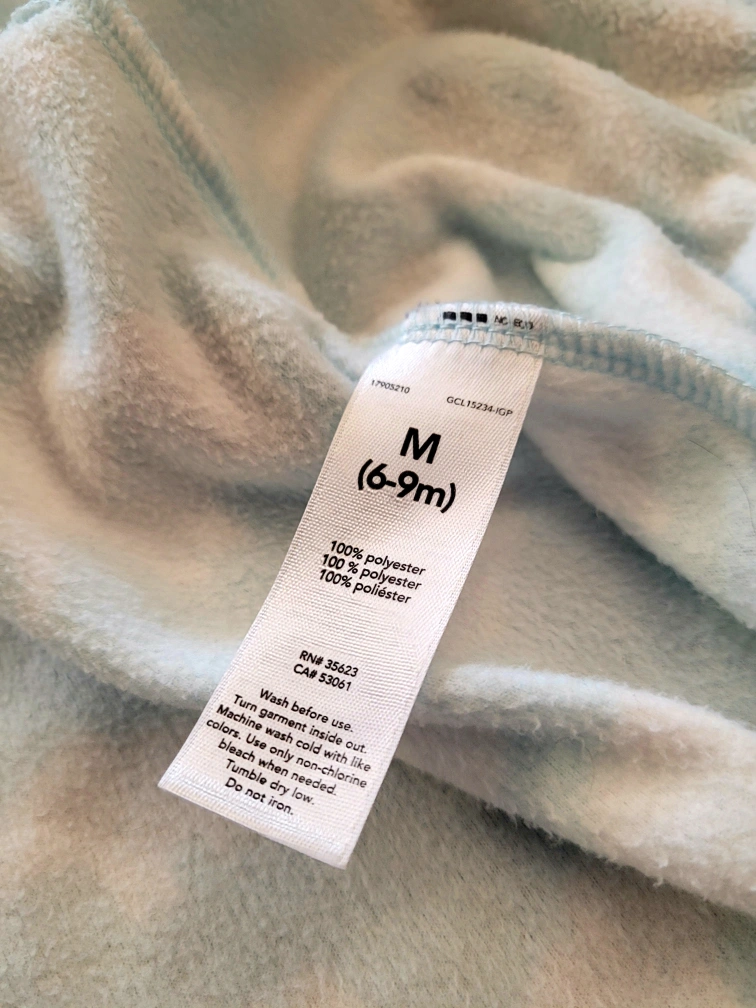 17905210
GCL15234-IGP
M
(6-9m)
100% polyester
100 % polyester
100% poliéster
RN# 35623
CA# 53061
Wash before use.
Turn garment inside out.
Machine wash cold with like
colors. Use only non-chlorine
bleach when needed.
Tumble dry low.
Do not iron.